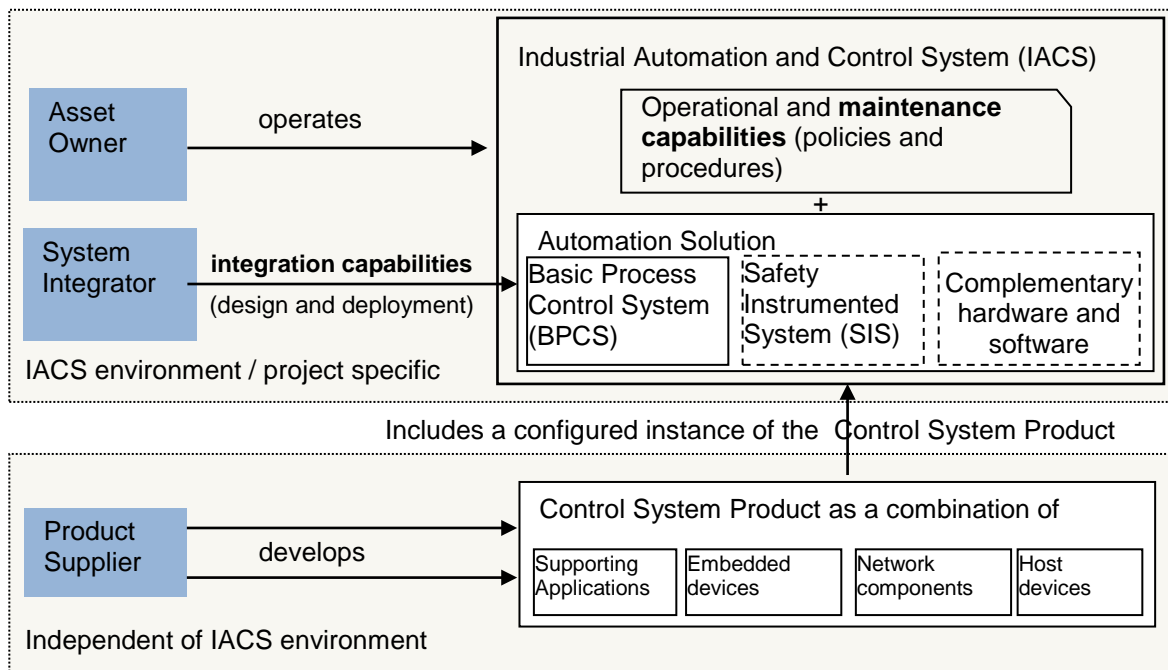 Industrial Automation and Control System (IACS)
Asset
Owner
operates
Operational and maintenance
capabilities (policies and
procedures)
+
System
Integrator
integration capabilities
(design and deployment)
Automation Solution
Basic Process
Control System
(BPCS)
Safety
Instrumented
System (SIS)
Complementary
hardware and
software
IACS environment / project specific
Includes a configured instance of the Control System Product
Product
Supplier
develops
Control System Product as a combination of
Supporting
Applications
Embedded
devices
Network
components
Host
devices
Independent of IACS environment